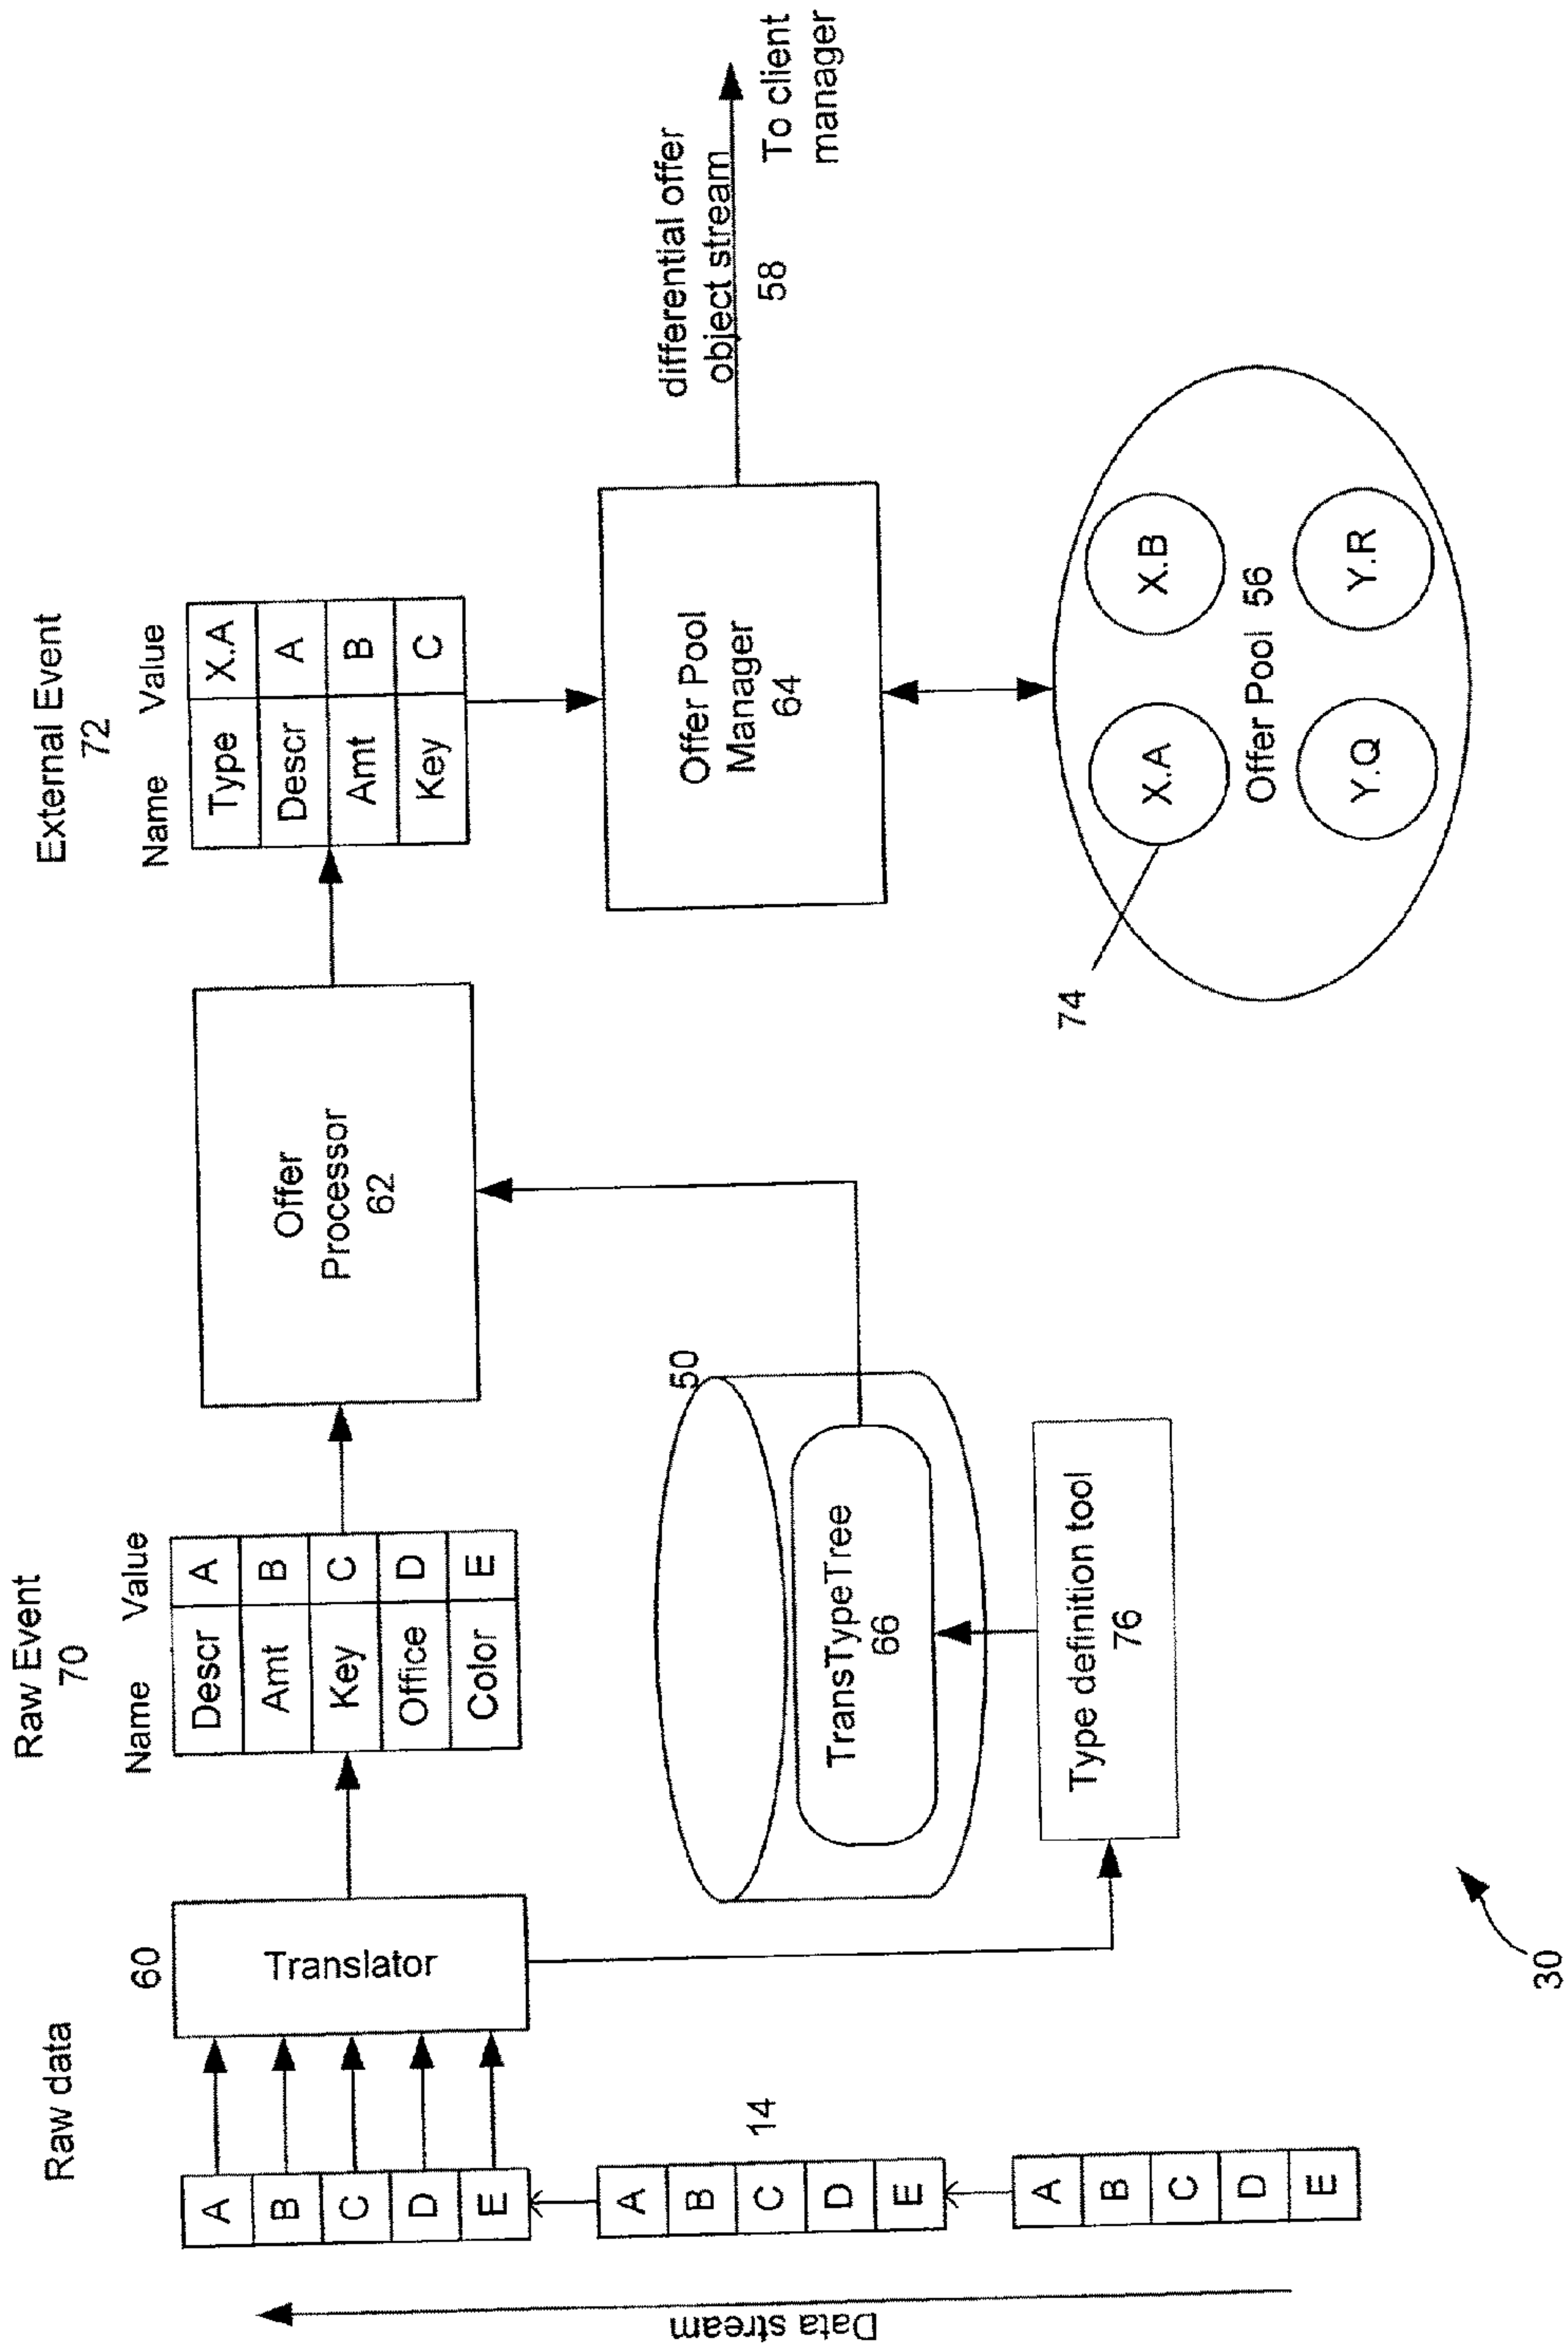 Raw data
Raw Event
70
External Event
72
60
Name Value
Name Value
A
B
C
D
E
Translator
Descr A
Amt B
Key C
Office D
Color E
Offer
Processor
62
Type X.A
Descr A
Amt B
Key C
Data stream
A
B
C
D
E
14
A
B
C
D
E
50
TransTypeTree
66
Type definition tool
76
Offer Pool
Manager
64
differential offer
object stream
58
To client
manager
74
X.A
X.B
Offer Pool 56
Y.Q
Y.R
30